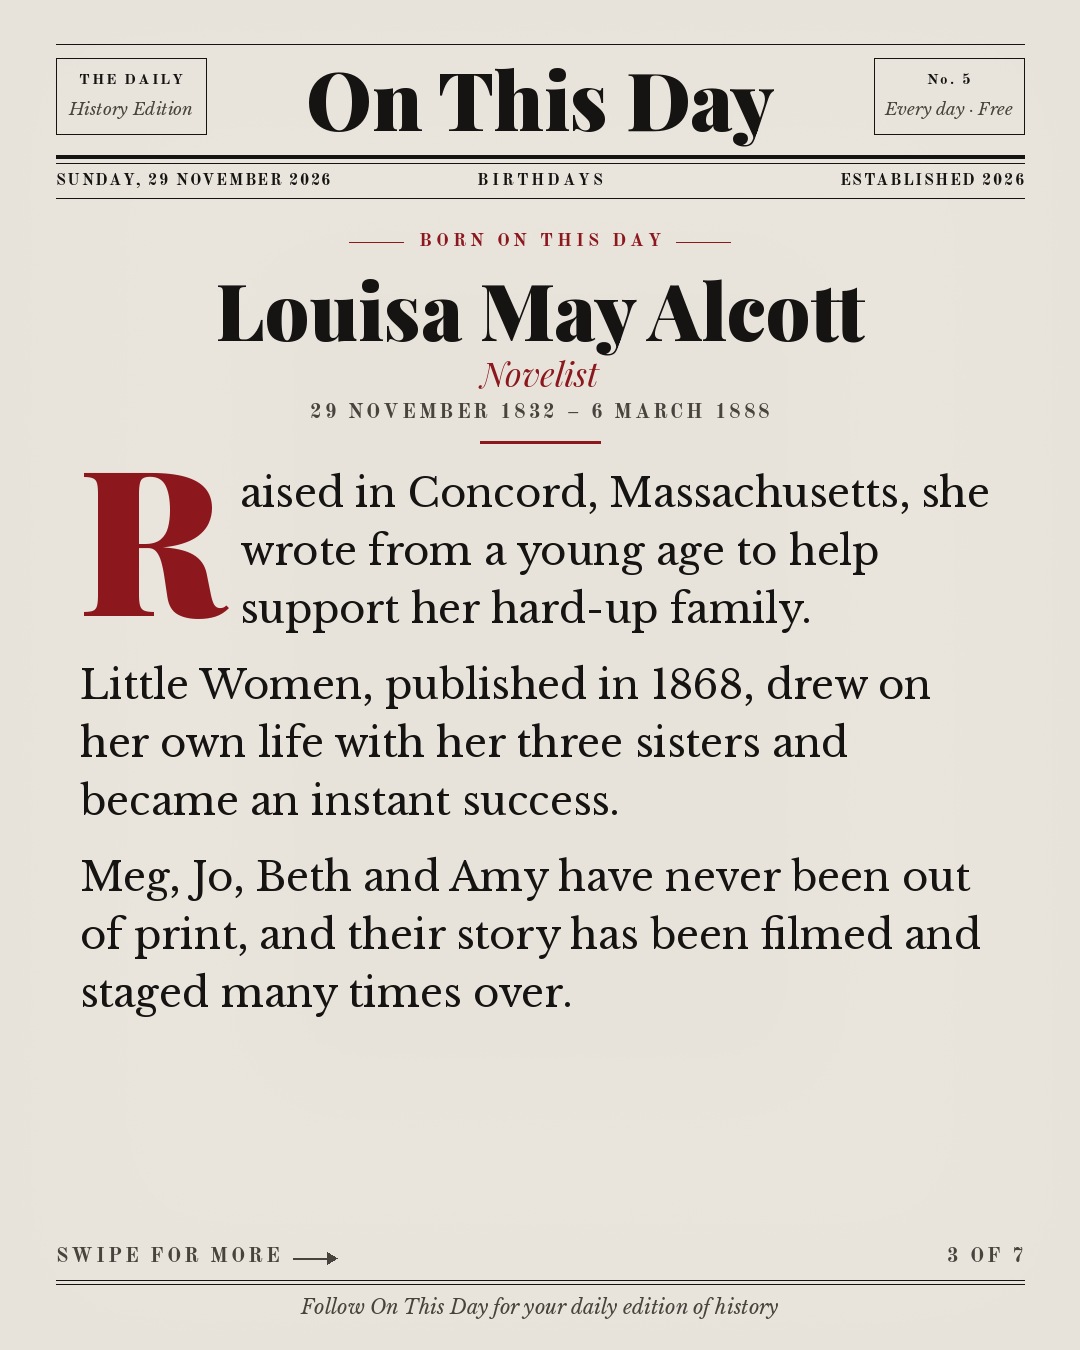 THE DAILY
History Edition
On This Day
No. 5
Every day · Free
SUNDAY, 29 NOVEMBER 2026
BIRTHDAYS
ESTABLISHED 2026
BORN ON THIS DAY
Louisa May Alcott
Novelist
29 NOVEMBER 1832 – 6 MARCH 1888
Raised in Concord, Massachusetts, she
wrote from a young age to help
support her hard-up family.
Little Women, published in 1868, drew on
her own life with her three sisters and
became an instant success.
Meg, Jo, Beth and Amy have never been out
of print, and their story has been filmed and
staged many times over.
SWIPE FOR MORE
3 OF 7
Follow On This Day for your daily edition of history